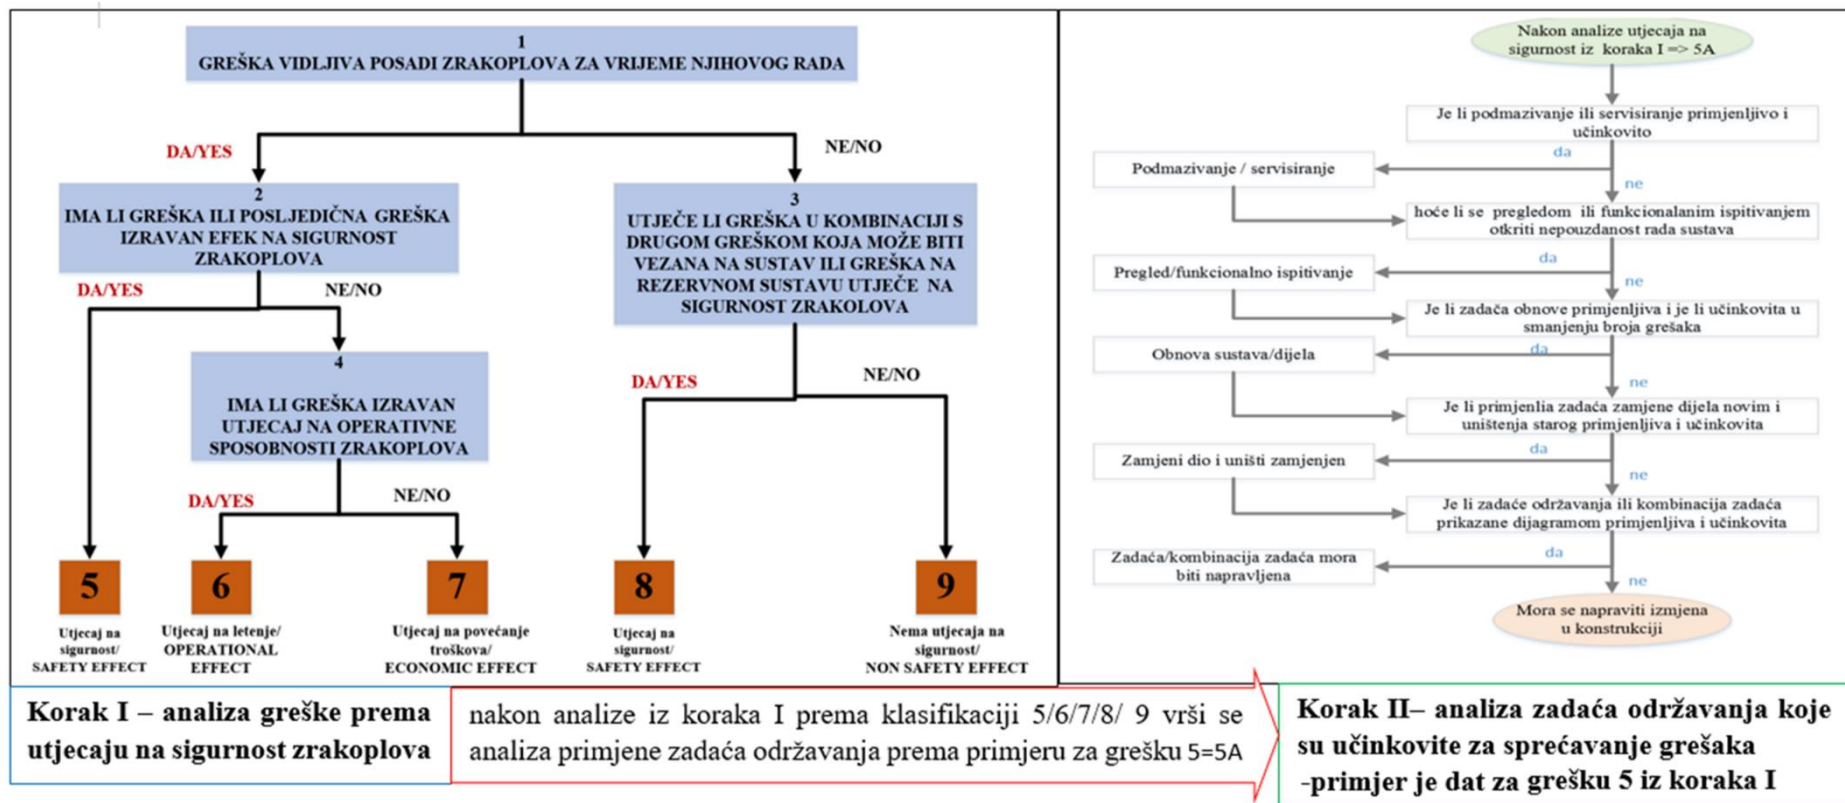 1
GREŠKA VIDLJIVA POSADI ZRAKOPLOVA ZA VRIJEME NJIHOVOG RADA
DA/YES
NE/NO
2
IMA LI GREŠKA ILI POSLJEDIČNA GREŠKA
IZRAVAN EFEK NA SIGURNOST
ZRAKOPLOVA
3
UTJEČE LI GREŠKA U KOMBINACIJI S
DRUGOM GREŠKOM KOJA MOŽE BITI
VEZANA NA SUSTAV ILI GREŠKA NA
REZERVNOM SUSTAVU UTJEČE NA
SIGURNOST ZRAKOLOVA
DA/YES
NE/NO
4
IMA LI GREŠKA IZRAVAN
UTJECAJ NA OPERATIVNE
SPOSOBNOSTI ZRAKOPLOVA
DA/YES
NE/NO
DA/YES
NE/NO
5
Utjecaj na
sigurnost/
SAFETY EFFECT
6
Utjecaj na letenje/
OPERATIONAL
EFFECT
7
Utjecaj na povećanje
troškova/
ECONOMIC EFFECT
8
Utjecaj na
sigurnost/
SAFETY EFFECT
9
Nema utjecaja na
sigurnost/
NON SAFETY EFFECT
Nakon analize utjecaja na
sigurnost iz koraka I => 5A
Je li podmazivanje ili servisiranje primjenljivo i
učinkovito
da
Podmazivanje / servisiranje
ne
hoće li se pregledom ili funkcionalanim ispitivanjem
otkriti nepouzdanost rada sustava
da
Pregled/funkcionalno ispitivanje
ne
Je li zadača obnove primjenljiva i je li učinkovita u
smanjenju broja grešaka
da
Obnova sustava/dijela
ne
Je li primjenlia zadaća zamjene dijela novim i
uništenja starog primjenljiva i učinkovita
da
Zamjeni dio i uništi zamjenjen
ne
Je li zadaće održavanja ili kombinacija zadaća
prikazane dijagramom primjenljiva i učinkovita
da
Zadaća/kombinacija zadaća mora
biti napravljena
ne
Mora se napraviti izmjena
u konstrukciji
Korak I – analiza greške prema
utjecaju na sigurnost zrakoplova
nakon analize iz koraka I prema klasifikaciji 5/6/7/8/ 9 vrši se
analiza primjene zadaća održavanja prema primjeru za grešku 5=5A
Korak II– analiza zadaća održavanja koje
su učinkovite za sprećavanje grešaka
-primjer je dat za grešku 5 iz koraka I